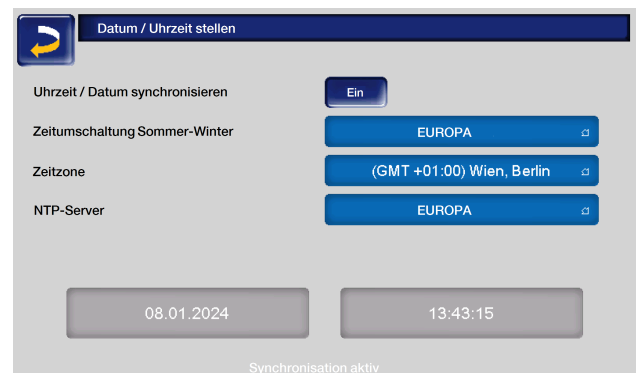 Datum / Uhrzeit stellen
Uhrzeit / Datum synchronisieren Ein
Zeitumschaltung Sommer-Winter EUROPA
Zeitzone (GMT +01:00) Wien, Berlin
NTP-Server EUROPA
08.01.2024 13:43:15
Synchronisation aktiv